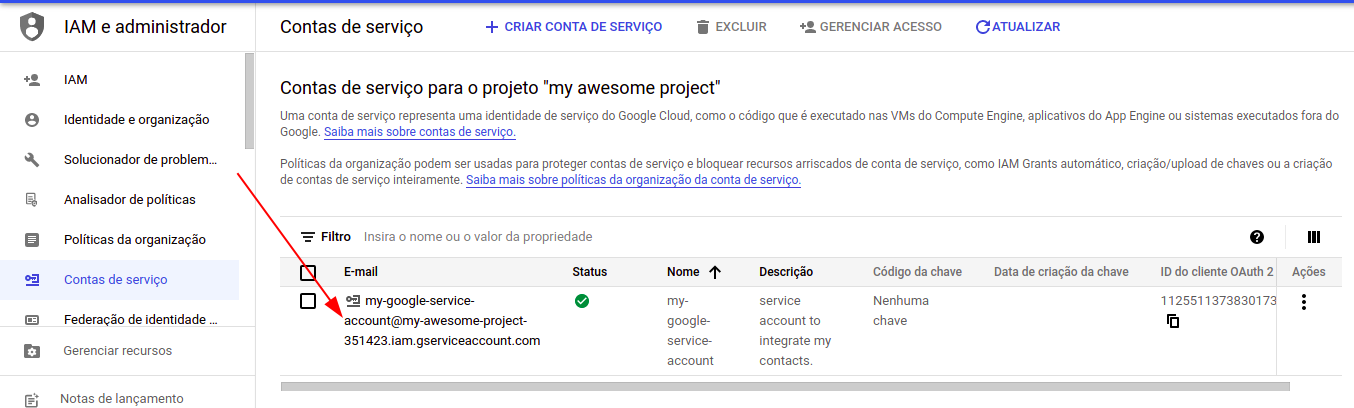 IAM e administrador
Contas de serviço
CRIAR CONTA DE SERVIÇO
EXCLUIR
GERENCIAR ACESSO
ATUALIZAR
IAM
Identidade e organização
Solucionador de problem...
Analisador de políticas
Políticas da organização
Contas de serviço
Federação de identidade ...
Gerenciar recursos
Notas de lançamento
Contas de serviço para o projeto "my awesome project"
Uma conta de serviço representa uma identidade de serviço do Google Cloud, como o código que é executado nas VMs do Compute Engine, aplicativos do App Engine ou sistemas executados fora do
Google. Saiba mais sobre contas de serviço.
Políticas da organização podem ser usadas para proteger contas de serviço e bloquear recursos arriscados de conta de serviço, como IAM Grants automático, criação/upload de chaves ou a criação
de contas de serviço inteiramente. Saiba mais sobre políticas da organização da conta de serviço.
Filtro Insira o nome ou o valor da propriedade
E-mail
Status
Nome
Descrição
Código da chave
Data de criação da chave
ID do cliente OAuth 2
Ações
my-google-service-
account@my-awesome-project-
351423.iam.gserviceaccount.com
my-
google-
service-
account
service
account to
integrate my
contacts.
Nenhuma
chave
1125511373830173